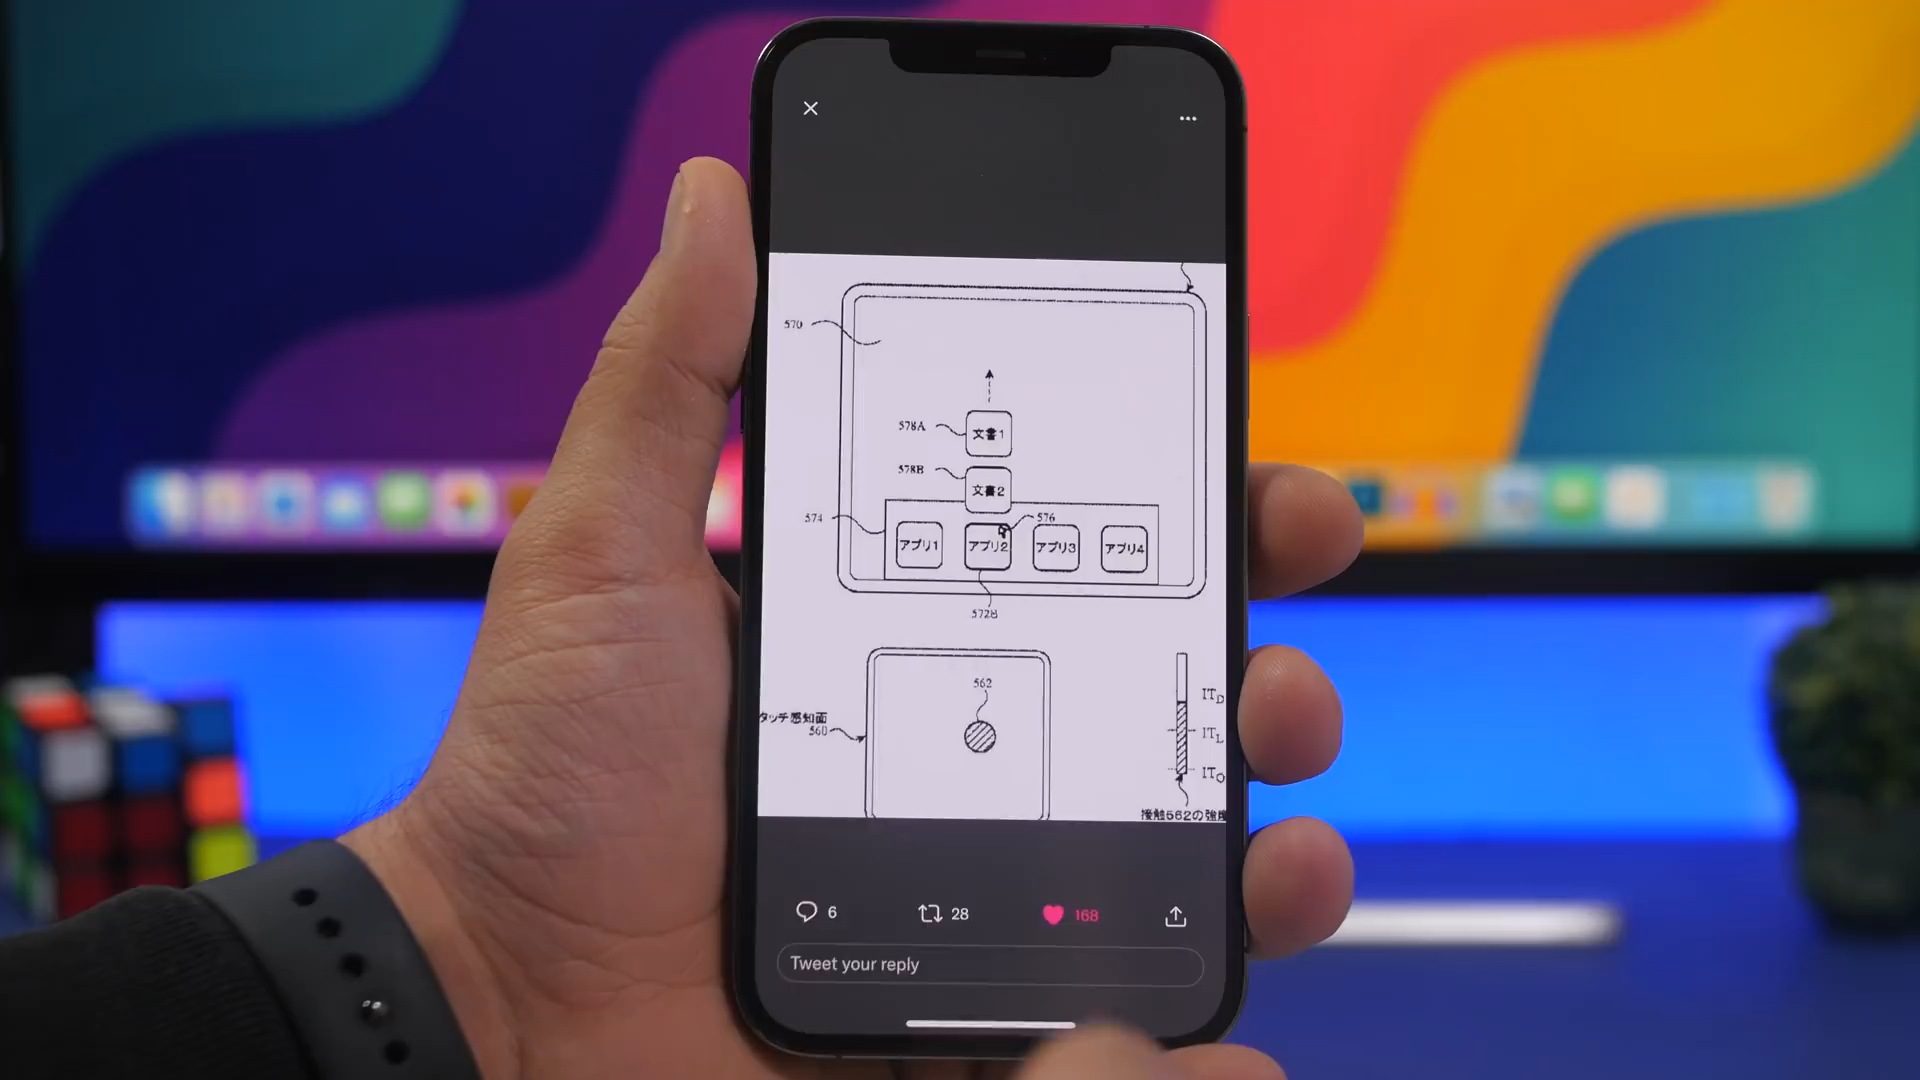 570
578A
文書1
578B
文書2
574
576
アプリ1
アプリ2
アプリ3
アプリ4
572B
562
タッチ感知面
560
ITD
ITL
IT0
接触562の強度
6
28
168
Tweet your reply